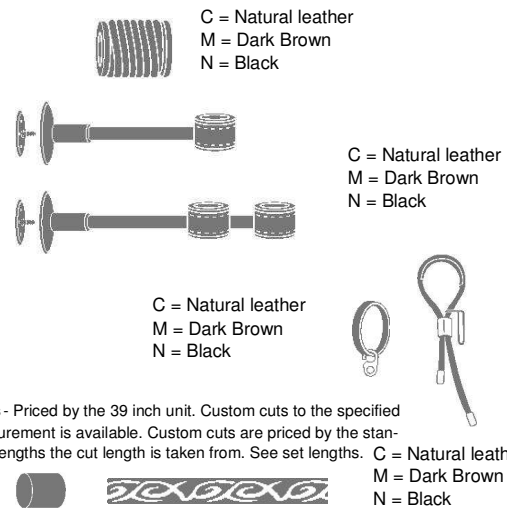 C = Natural leather
M = Dark Brown
N = Black
C = Natural leather
M = Dark Brown
N = Black
C = Natural leather
M = Dark Brown
N = Black
- Priced by the 39 inch unit. Custom cuts to the specified
urement is available. Custom cuts are priced by the stan-
engths the cut length is taken from. See set lengths.
C = Natural leath
M = Dark Brown
N = Black